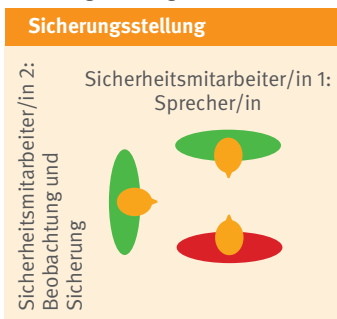 Sicherungsstellung
Sicherheitsmitarbeiter/in 2:
Beobachtung und
Sicherung
Sicherheitsmitarbeiter/in 1:
Sprecher/in